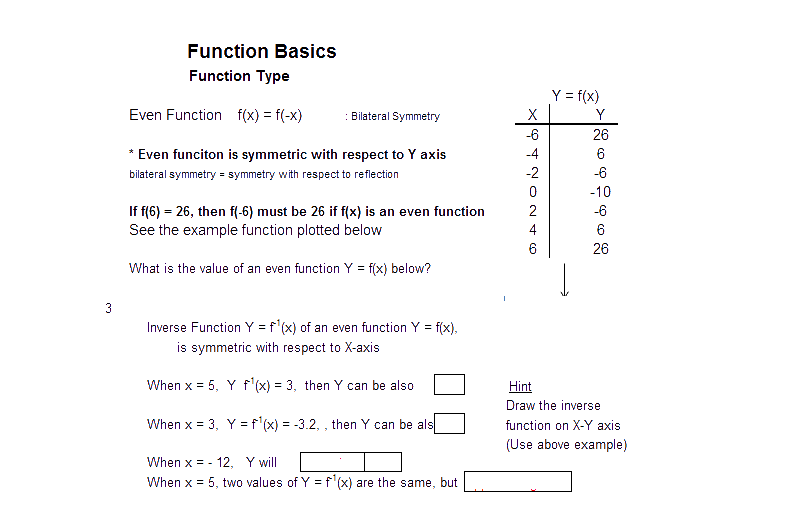 Function Basics
Function Type
Y = f(x)
Even Function f(x) = f(-x) : Bilateral Symmetry
X Y
-6 26
* Even funciton is symmetric with respect to Y axis
-4 6
bilateral symmetry = symmetry with respect to reflection
-2 -6
0 -10
If f(6) = 26, then f(-6) must be 26 if f(x) is an even function
2 -6
See the example function plotted below
4 6
6 26
What is the value of an even function Y = f(x) below?
3
Inverse Function Y = f⁻¹(x) of an even function Y = f(x),
is symmetric with respect to X-axis
When x = 5, Y f⁻¹(x) = 3, then Y can be also
Hint
Draw the inverse
When x = 3, Y = f⁻¹(x) = -3.2, , then Y can be als
function on X-Y axis
(Use above example)
When x = - 12, Y will
When x = 5, two values of Y = f⁻¹(x) are the same, but